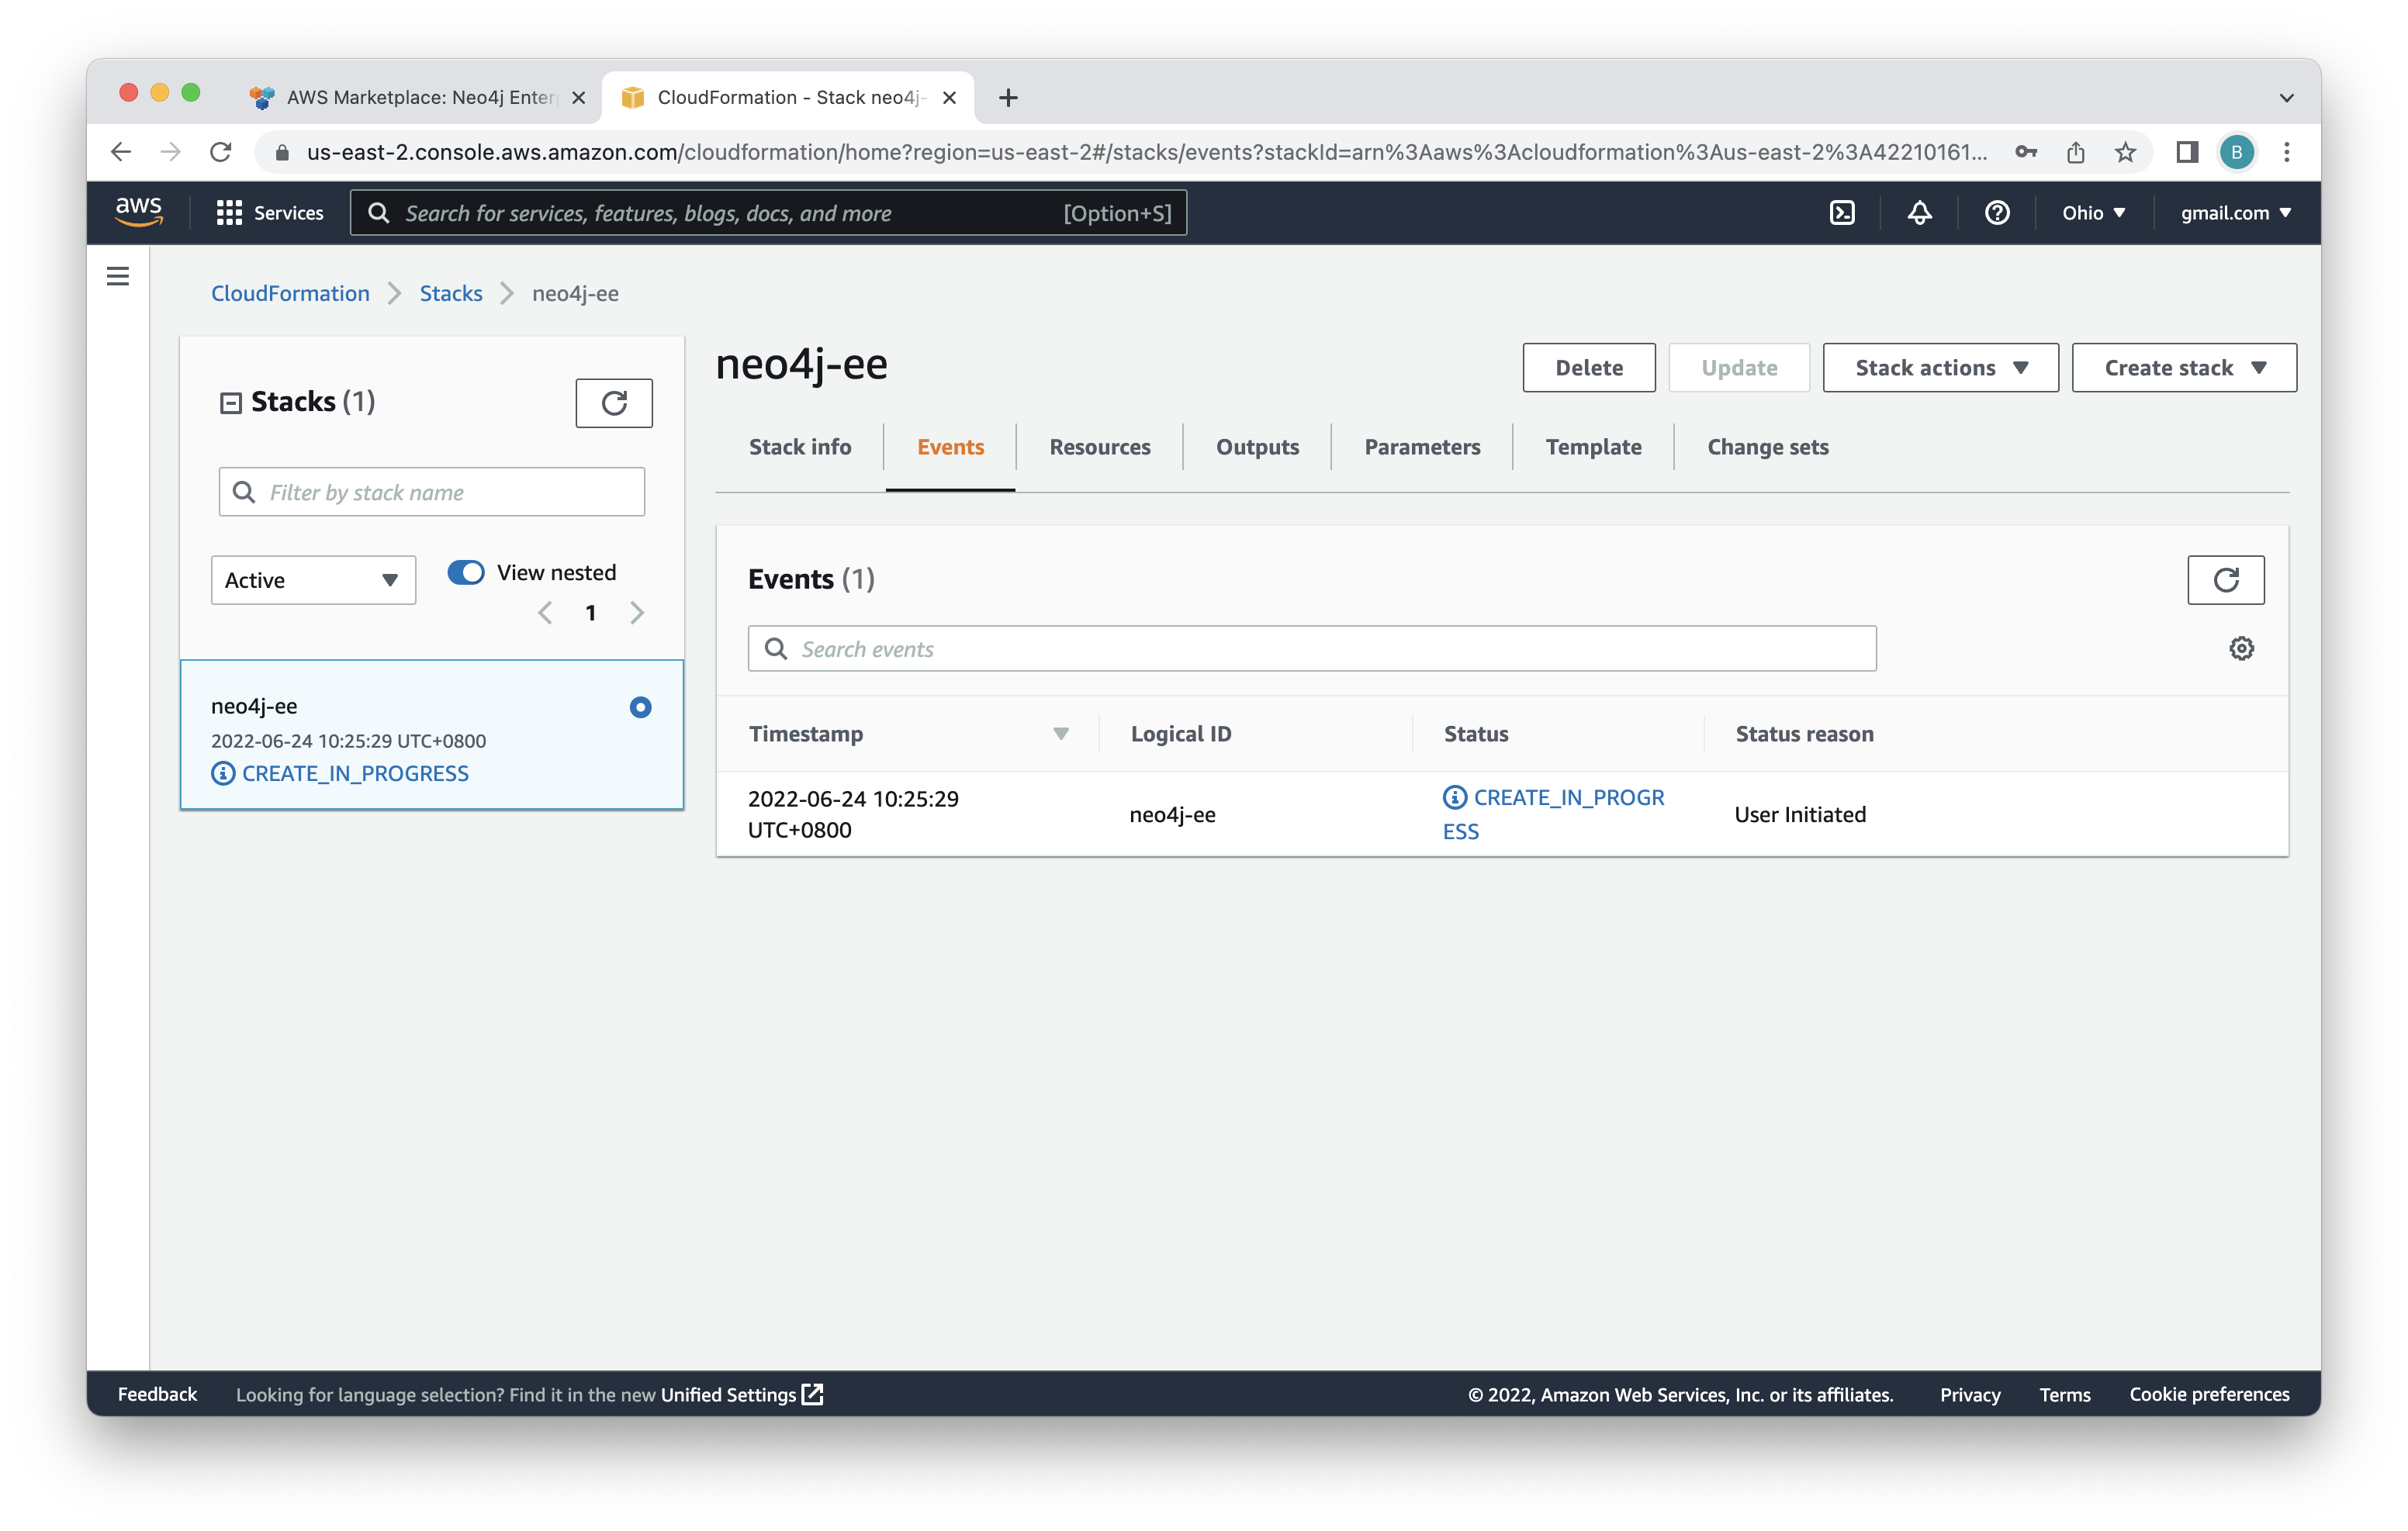 AWS Marketplace: Neo4j Enter
CloudFormation - Stack neo4j-
us-east-2.console.aws.amazon.com/cloudformation/home?region=us-east-2#/stacks/events?stackId=arn%3Aaws%3Acloudformation%3Aus-east-2%3A42210161...
B
aws
Services
Search for services, features, blogs, docs, and more
[Option+S]
Ohio
gmail.com
CloudFormation
Stacks
neo4j-ee
Stacks (1)
Filter by stack name
Active
View nested
1
neo4j-ee
2022-06-24 10:25:29 UTC+0800
CREATE_IN_PROGRESS
neo4j-ee
Delete
Update
Stack actions
Create stack
Stack info
Events
Resources
Outputs
Parameters
Template
Change sets
Events (1)
Search events
Timestamp
Logical ID
Status
Status reason
2022-06-24 10:25:29
UTC+0800
neo4j-ee
CREATE_IN_PROGR
ESS
User Initiated
Feedback
Looking for language selection? Find it in the new Unified Settings
© 2022, Amazon Web Services, Inc. or its affiliates.
Privacy
Terms
Cookie preferences